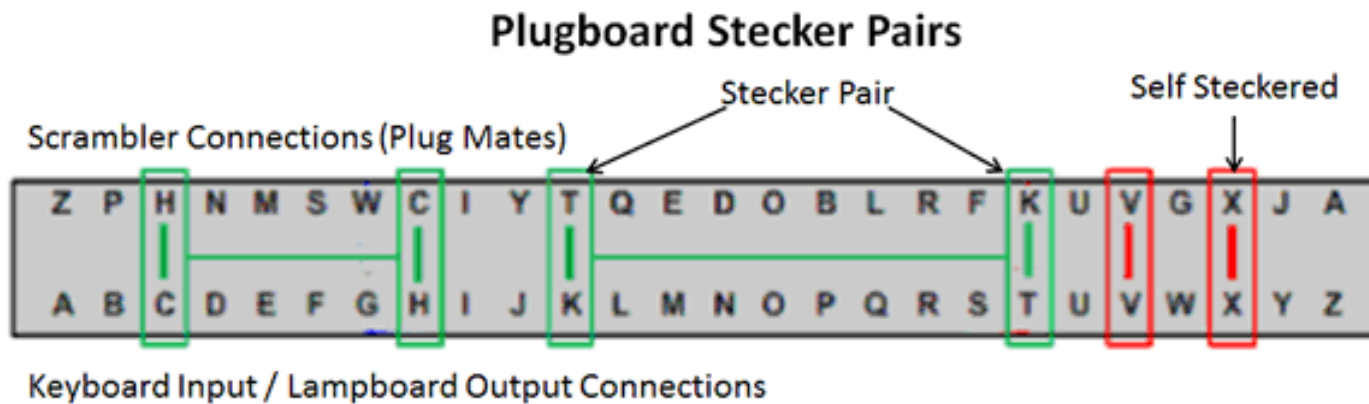 Plugboard Stecker Pairs
Stecker Pair
Self Steckered
Scrambler Connections (Plug Mates)
Z P H N M S W C I Y T Q E D O B L R F K U V G X J A
A B C D E F G H I J K L M N O P Q R S T U V W X Y Z
Keyboard Input / Lampboard Output Connections